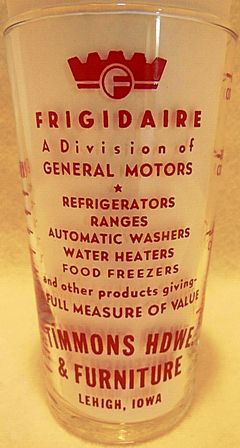 F
FRIGIDAIRE
A Division of
GENERAL MOTORS
★
REFRIGERATORS
RANGES
AUTOMATIC WASHERS
WATER HEATERS
FOOD FREEZERS
and other products giving-
FULL MEASURE OF VALUE
TIMMONS HDWE.
& FURNITURE
LEHIGH, IOWA